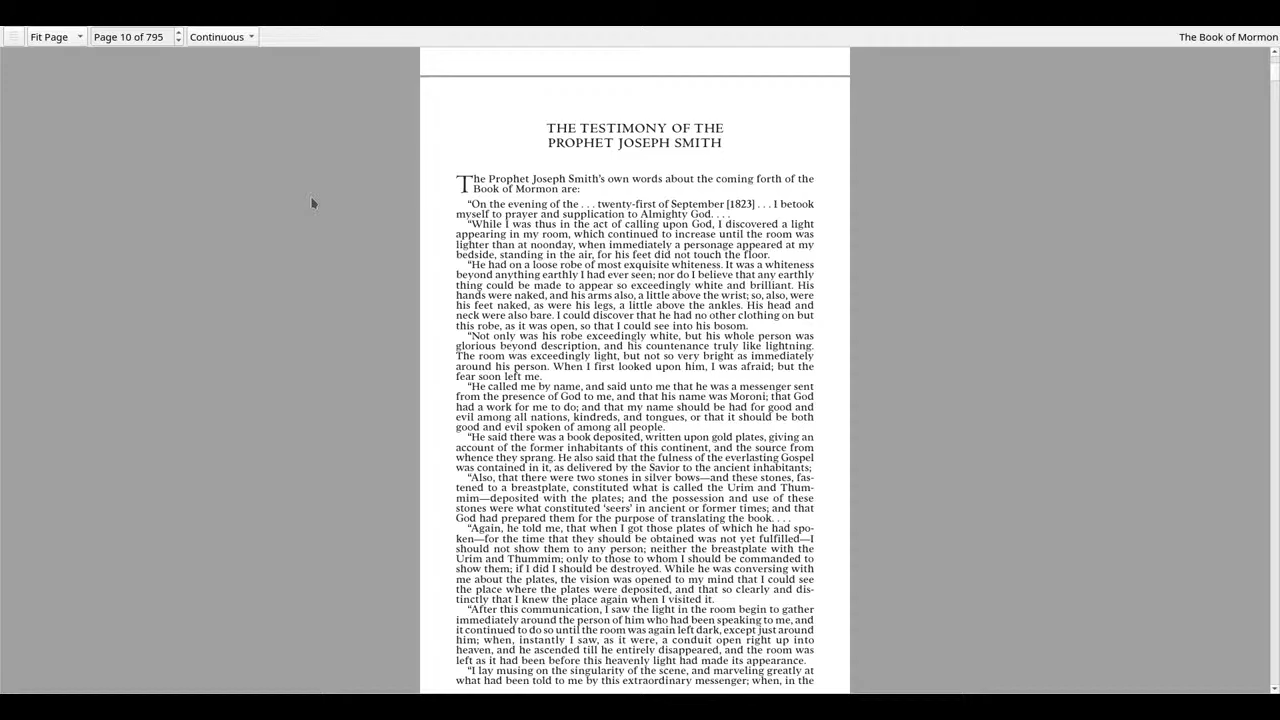 Fit Page
Page 10 of 795
Continuous
The Book of Mormon
THE TESTIMONY OF THE
PROPHET JOSEPH SMITH
The Prophet Joseph Smith's own words about the coming forth of the
Book of Mormon are:
“On the evening of the . . . twenty-first of September [1823] . . . I betook
myself to prayer and supplication to Almighty God. . . .
“While I was thus in the act of calling upon God, I discovered a light
appearing in my room, which continued to increase until the room was
lighter than at noonday, when immediately a personage appeared at my
bedside, standing in the air, for his feet did not touch the floor.
“He had on a loose robe of most exquisite whiteness. It was a whiteness
beyond anything earthly I had ever seen; nor do I believe that any earthly
thing could be made to appear so exceedingly white and brilliant. His
hands were naked, and his arms also, a little above the wrist; so, also, were
his feet naked, as were his legs, a little above the ankles. His head and
neck were also bare. I could discover that he had no other clothing on but
this robe, as it was open, so that I could see into his bosom.
“Not only was his robe exceedingly white, but his whole person was
glorious beyond description, and his countenance truly like lightning.
The room was exceedingly light, but not so very bright as immediately
around his person. When I first looked upon him, I was afraid; but the
fear soon left me.
“He called me by name, and said unto me that he was a messenger sent
from the presence of God to me, and that his name was Moroni; that God
had a work for me to do; and that my name should be had for good and
evil among all nations, kindreds, and tongues, or that it should be both
good and evil spoken of among all people.
“He said there was a book deposited, written upon gold plates, giving an
account of the former inhabitants of this continent, and the source from
whence they sprang. He also said that the fulness of the everlasting Gospel
was contained in it, as delivered by the Savior to the ancient inhabitants;
“Also, that there were two stones in silver bows—and these stones, fas-
tened to a breastplate, constituted what is called the Urim and Thum-
mim—deposited with the plates; and the possession and use of these
stones were what constituted ‘seers’ in ancient or former times; and that
God had prepared them for the purpose of translating the book. . . .
“Again, he told me, that when I got those plates of which he had spo-
ken—for the time that they should be obtained was not yet fulfilled—I
should not show them to any person; neither the breastplate with the
Urim and Thummim; only to those to whom I should be commanded to
show them; if I did I should be destroyed. While he was conversing with
me about the plates, the vision was opened to my mind that I could see
the place where the plates were deposited, and that so clearly and dis-
tinctly that I knew the place again when I visited it.
“After this communication, I saw the light in the room begin to gather
immediately around the person of him who had been speaking to me, and
it continued to do so until the room was again left dark, except just around
him; when, instantly I saw, as it were, a conduit open right up into
heaven, and he ascended till he entirely disappeared, and the room was
left as it had been before this heavenly light had made its appearance.
“I lay musing on the singularity of the scene, and marveling greatly at
what had been told to me by this extraordinary messenger; when, in the